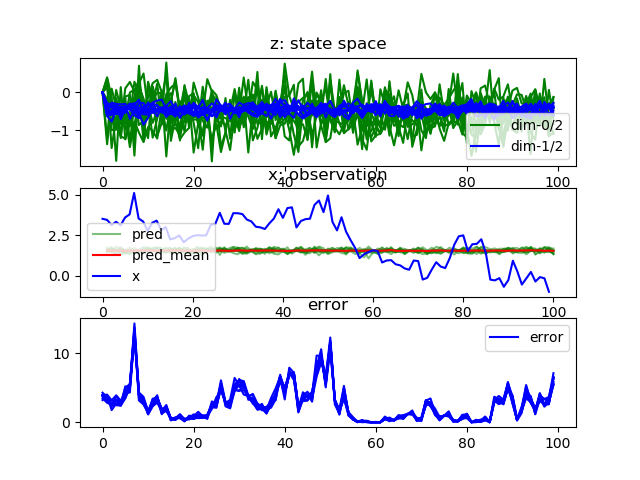 z: state space
0
−1
dim-0/2
dim-1/2
0 20 40 60 80 100
x: observation
5.0
2.5
0.0
pred
pred_mean
x
0 20 40 60 80 100
error
10
0
error
0 20 40 60 80 100